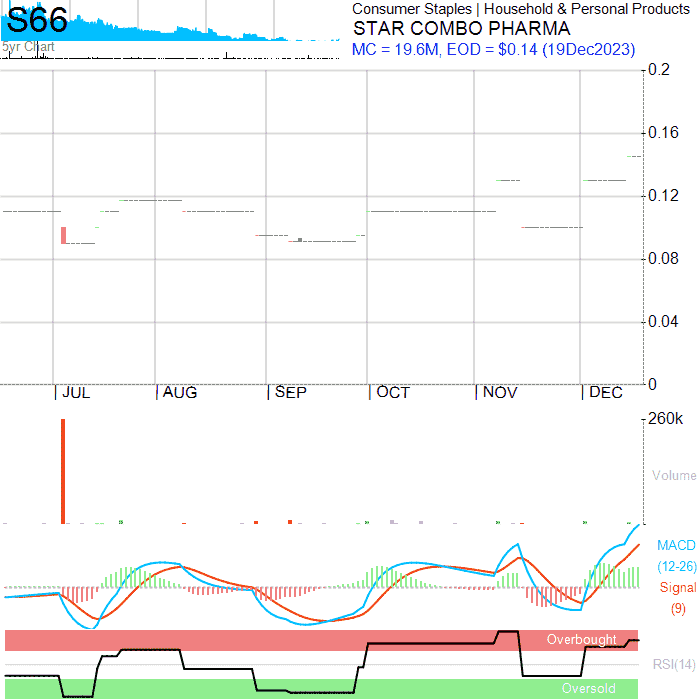 S66
5yr Chart
Consumer Staples | Household & Personal Products
STAR COMBO PHARMA
MC = 19.6M, EOD = $0.14 (19Dec2023)
0.2
0.16
0.12
0.08
0.04
0
JUL AUG SEP OCT NOV DEC
260k
Volume
MACD
(12-26)
Signal
(9)
Overbought
RSI(14)
Oversold